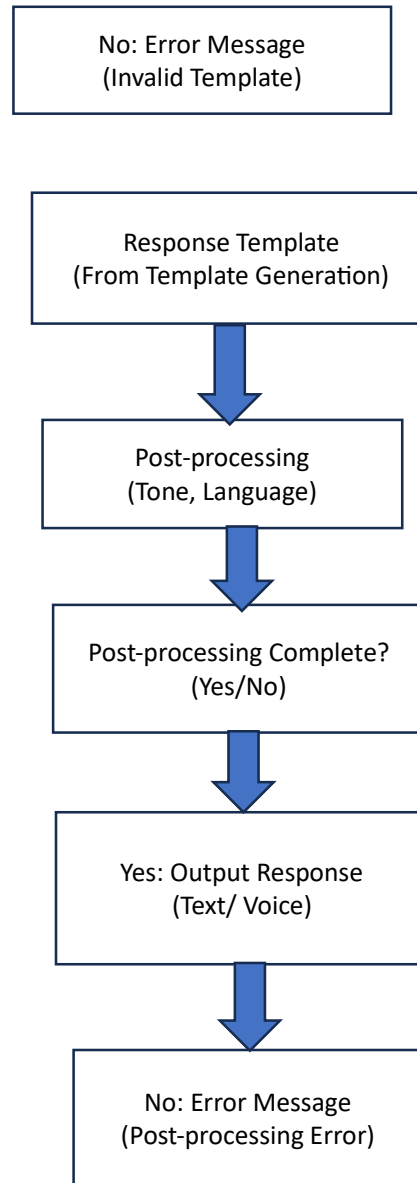 No: Error Message
(Invalid Template)
Response Template
(From Template Generation)
Post-processing
(Tone, Language)
Post-processing Complete?
(Yes/No)
Yes: Output Response
(Text/ Voice)
No: Error Message
(Post-processing Error)